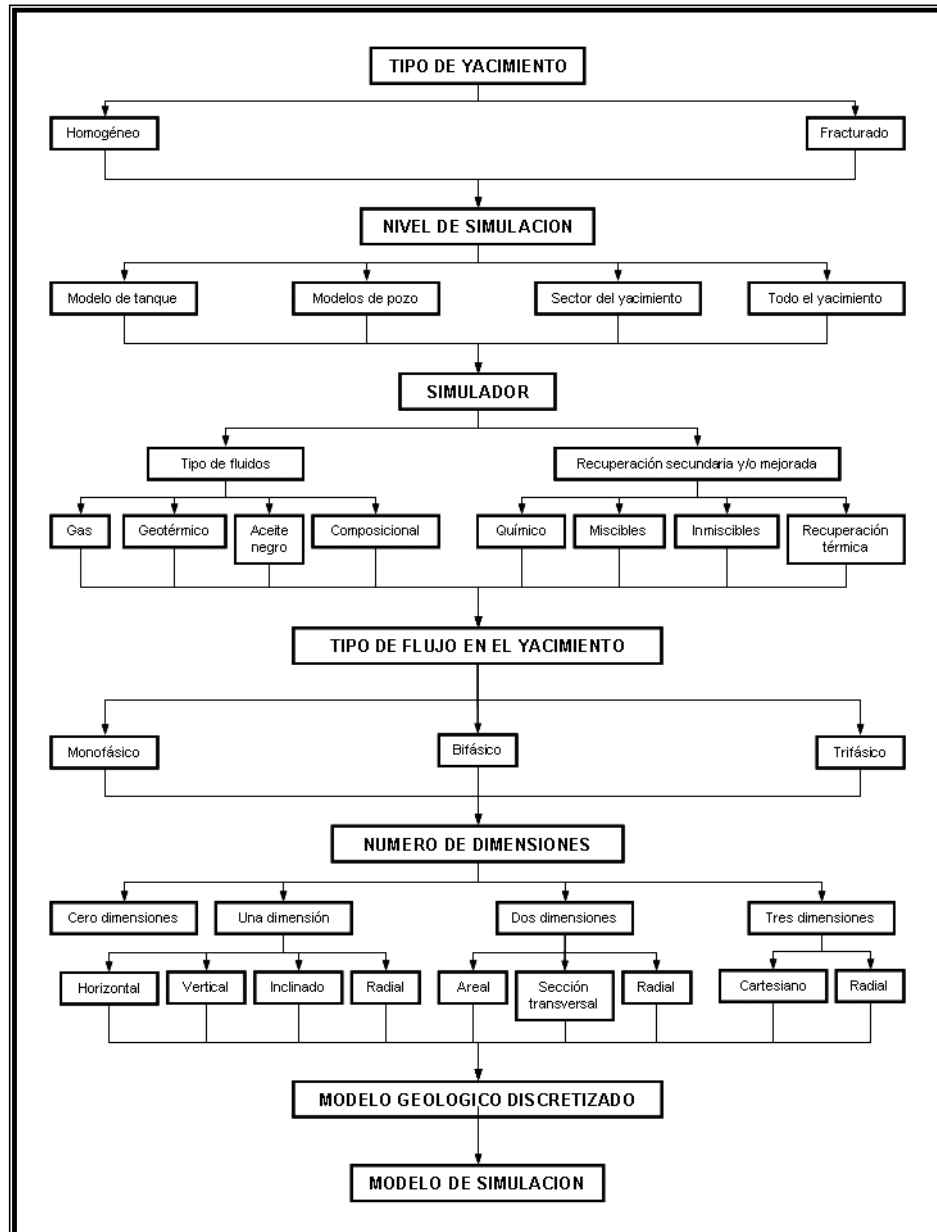 TIPO DE YACIMIENTO
Homogéneo
Fracturado
NIVEL DE SIMULACION
Modelo de tanque
Modelos de pozo
Sector del yacimiento
Todo el yacimiento
SIMULADOR
Tipo de fluidos
Recuperación secundaria y/o mejorada
Gas
Geotérmico
Aceite
negro
Composicional
Químico
Miscibles
Inmiscibles
Recuperación
térmica
TIPO DE FLUJO EN EL YACIMIENTO
Monofásico
Bifásico
Trifásico
NUMERO DE DIMENSIONES
Cero dimensiones
Una dimensión
Dos dimensiones
Tres dimensiones
Horizontal
Vertical
Inclinado
Radial
Areal
Sección
transversal
Radial
Cartesiano
Radial
MODELO GEOLOGICO DISCRETIZADO
MODELO DE SIMULACION